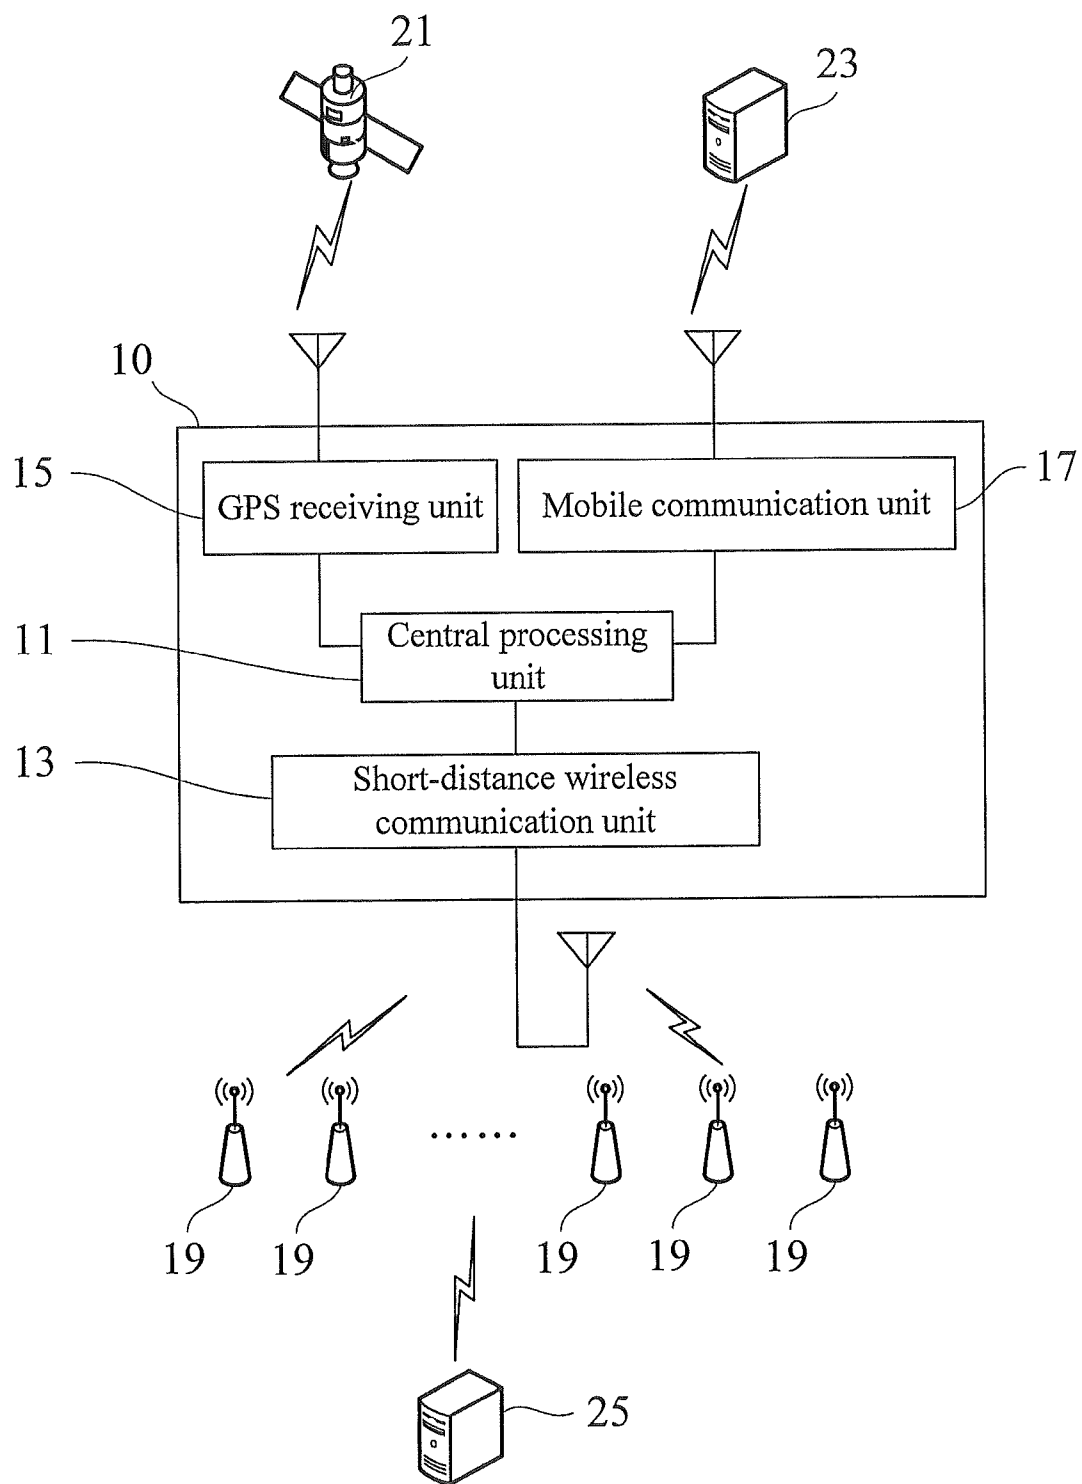 21
23
10
15
GPS receiving unit
Mobile communication unit
17
11
Central processing
unit
13
Short-distance wireless
communication unit
......
19
19
19
19
19
25